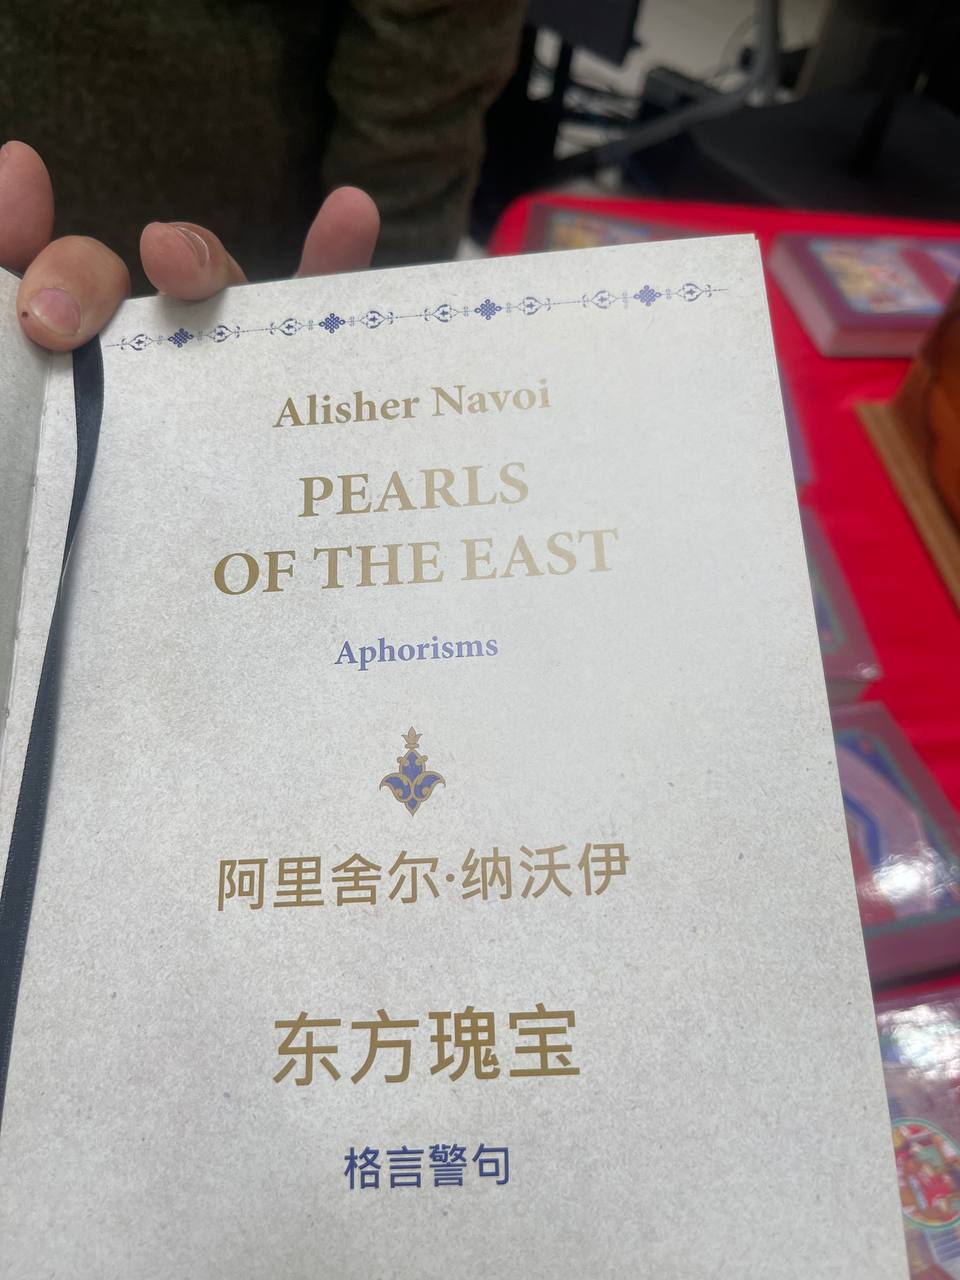 Alisher Navoi
PEARLS
OF THE EAST
Aphorisms
阿里舍尔·纳沃伊
东方瑰宝
格言警句